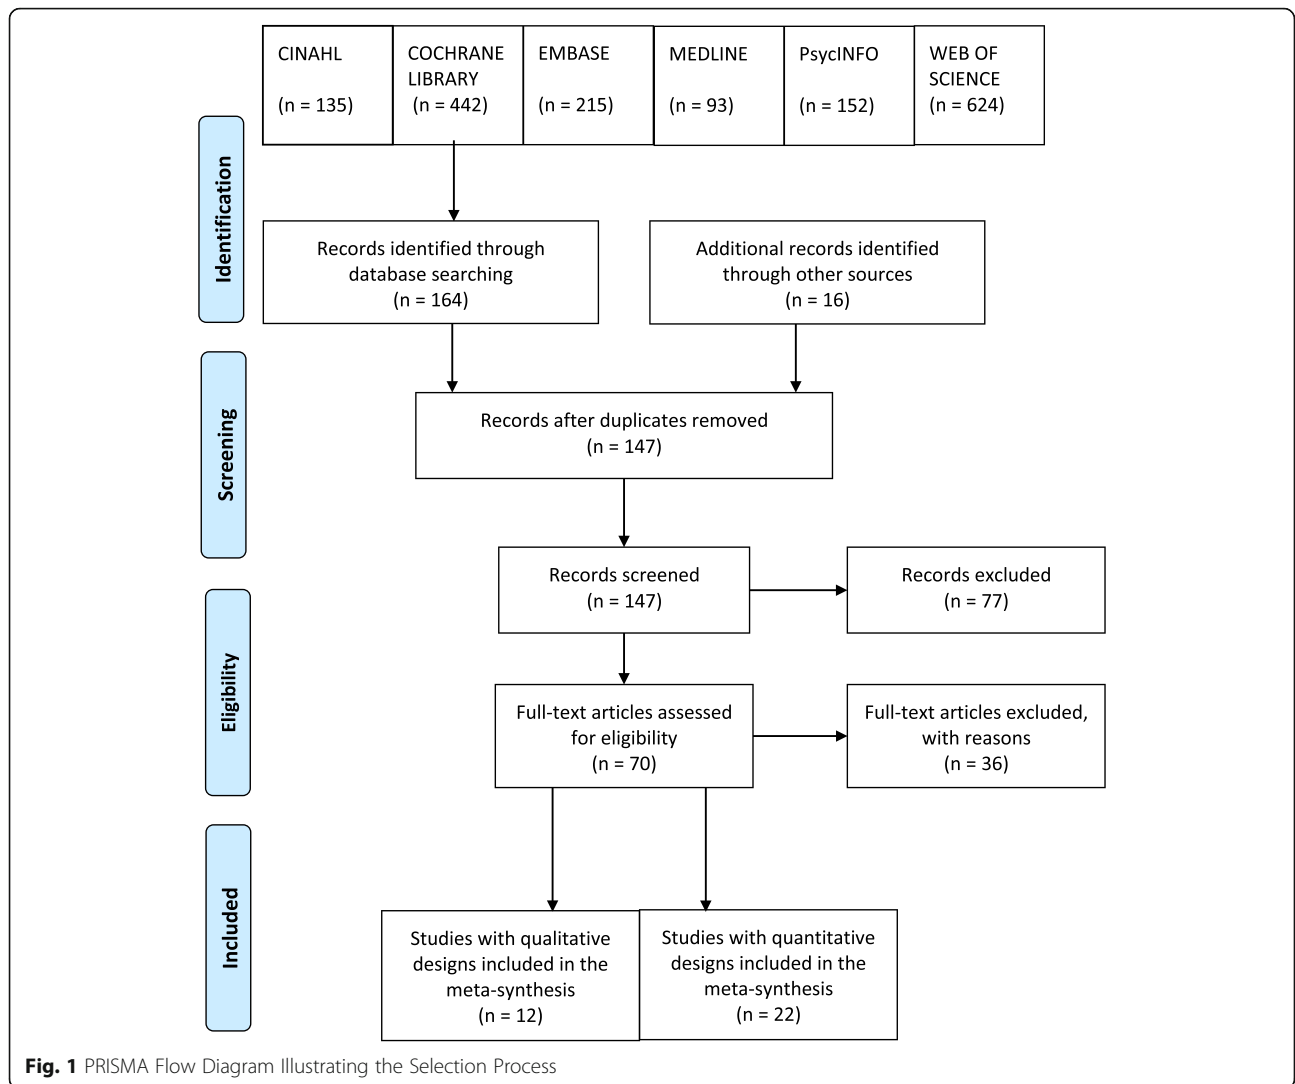 CINAHL
(n = 135)
COCHRANE
LIBRARY
(n = 442)
EMBASE
(n = 215)
MEDLINE
(n = 93)
PsycINFO
(n = 152)
WEB OF
SCIENCE
(n = 624)
Identification
Records identified through
database searching
(n = 164)
Additional records identified
through other sources
(n = 16)
Screening
Records after duplicates removed
(n = 147)
Records screened
(n = 147)
Records excluded
(n = 77)
Eligibility
Full-text articles assessed
for eligibility
(n = 70)
Full-text articles excluded,
with reasons
(n = 36)
Included
Studies with qualitative
designs included in the
meta-synthesis
(n = 12)
Studies with quantitative
designs included in the
meta-synthesis
(n = 22)
Fig. 1 PRISMA Flow Diagram Illustrating the Selection Process